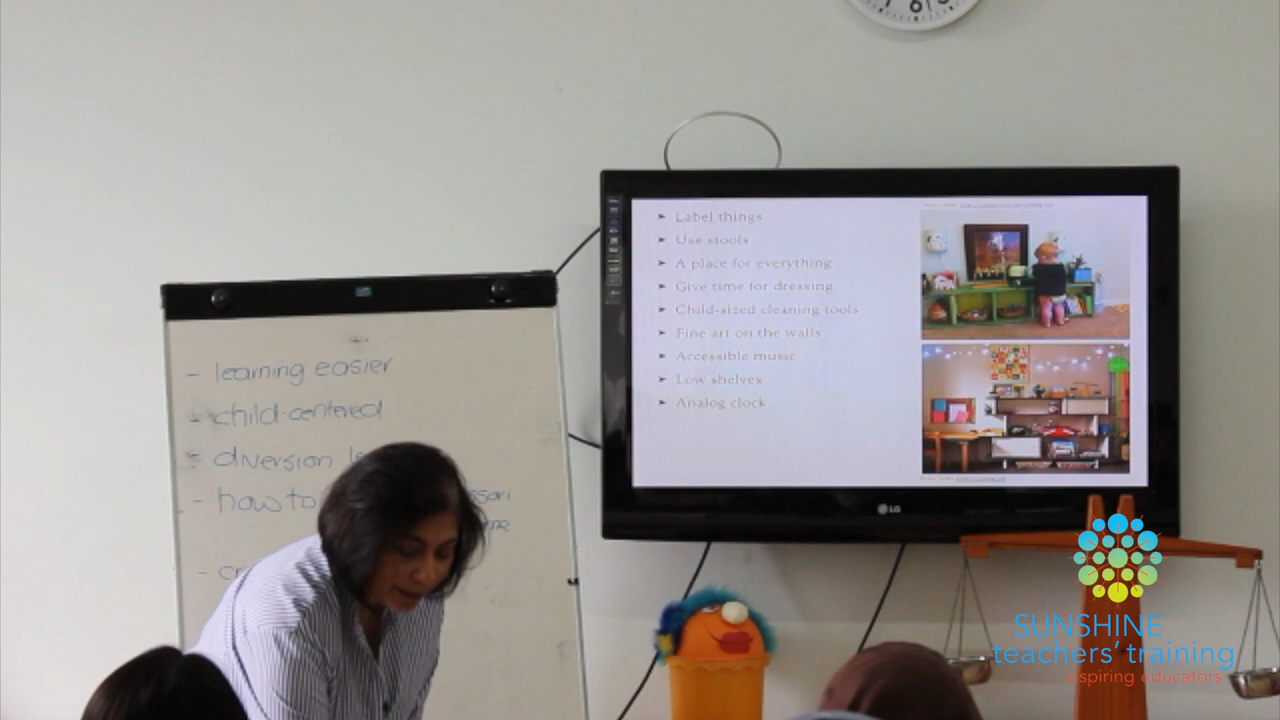 - learning easier
- child-centered
- diversion
- how to
➤ Label things
➤ Use stools
➤ A place for everything
➤ Give time for dressing
➤ Child-sized cleaning tools
➤ Fine art on the walls
➤ Accessible music
➤ Low shelves
➤ Analog clock
LG
SUNSHINE
teachers' training
inspiring educators